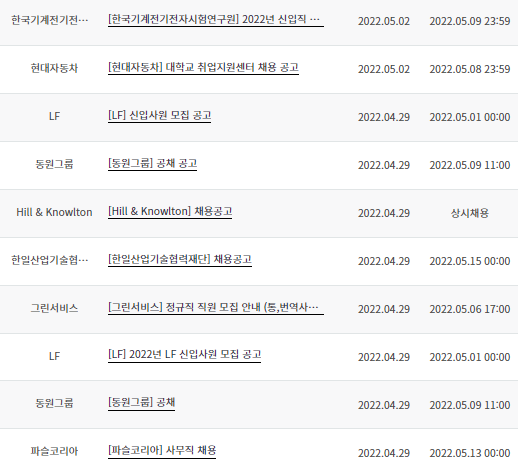 한국기계전기전··· [한국기계전기전자시험연구원] 2022년 신입직 ··· 2022.05.02 2022.05.09 23:59
현대자동차 [현대자동차] 대학교 취업지원센터 채용 공고 2022.05.02 2022.05.08 23:59
LF [LF] 신입사원 모집 공고 2022.04.29 2022.05.01 00:00
동원그룹 [동원그룹] 공채 공고 2022.04.29 2022.05.09 11:00
Hill & Knowlton [Hill & Knowlton] 채용공고 2022.04.29 상시채용
한일산업기술협··· [한일산업기술협력재단] 채용공고 2022.04.29 2022.05.15 00:00
그린서비스 [그린서비스] 정규직 직원 모집 안내 (통,번역사··· 2022.04.29 2022.05.06 17:00
LF [LF] 2022년 LF 신입사원 모집 공고 2022.04.29 2022.05.01 00:00
동원그룹 [동원그룹] 공채 2022.04.29 2022.05.09 11:00
파슬코리아 [파슬코리아] 사무직 채용 2022.04.29 2022.05.13 00:00